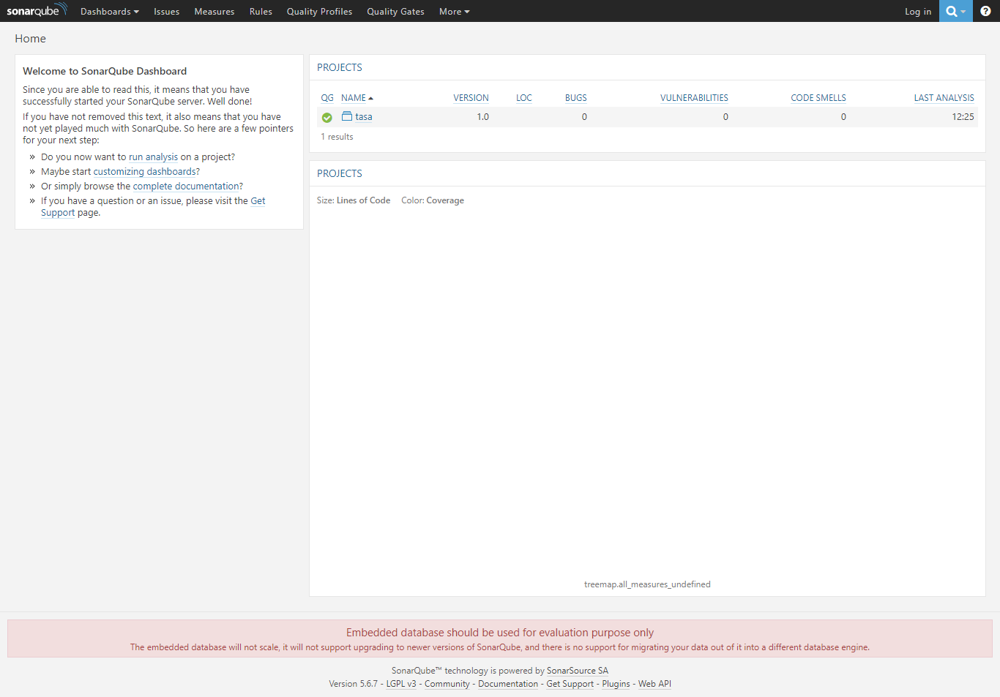 sonarqube Dashboards Issues Measures Rules Quality Profiles Quality Gates More Log in ?
Home
Welcome to SonarQube Dashboard
Since you are able to read this, it means that you have
successfully started your SonarQube server. Well done!
If you have not removed this text, it also means that you have
not yet played much with SonarQube. So here are a few pointers
for your next step:
» Do you now want to run analysis on a project?
» Maybe start customizing dashboards?
» Or simply browse the complete documentation?
» If you have a question or an issue, please visit the Get
Support page.
PROJECTS
QG NAME VERSION LOC BUGS VULNERABILITIES CODE SMELLS LAST ANALYSIS
tasa 1.0 0 0 0 12:25
1 results
PROJECTS
Size: Lines of Code Color: Coverage
treemap.all_measures_undefined
Embedded database should be used for evaluation purpose only
The embedded database will not scale, it will not support upgrading to newer versions of SonarQube, and there is no support for migrating your data out of it into a different database engine.
SonarQube™ technology is powered by SonarSource SA
Version 5.6.7 - LGPL v3 - Community - Documentation - Get Support - Plugins - Web API